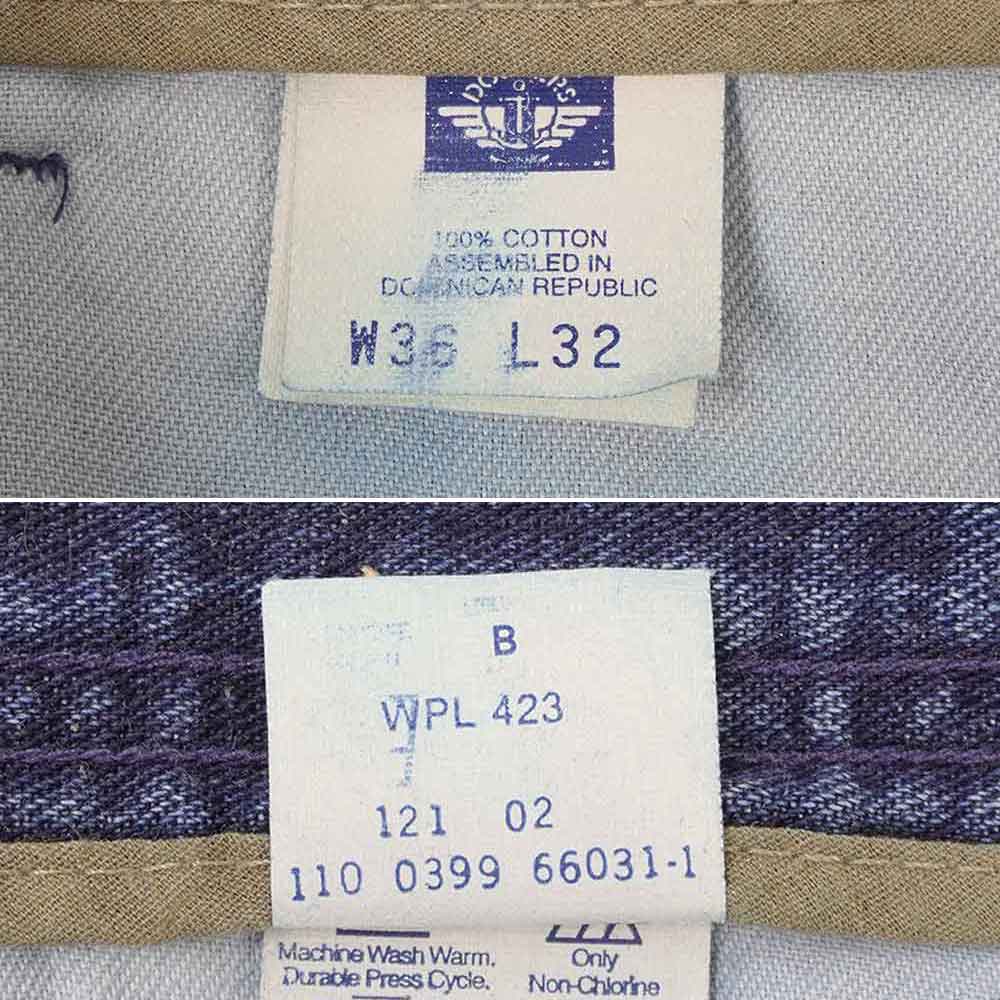 100% COTTON
ASSEMBLED IN
DOMINICAN REPUBLIC
W36 L32
B
WPL 423
121 02
110 0399 66031-1
Machine Wash Warm.
Durable Press Cycle.
Only
Non-Chlorine